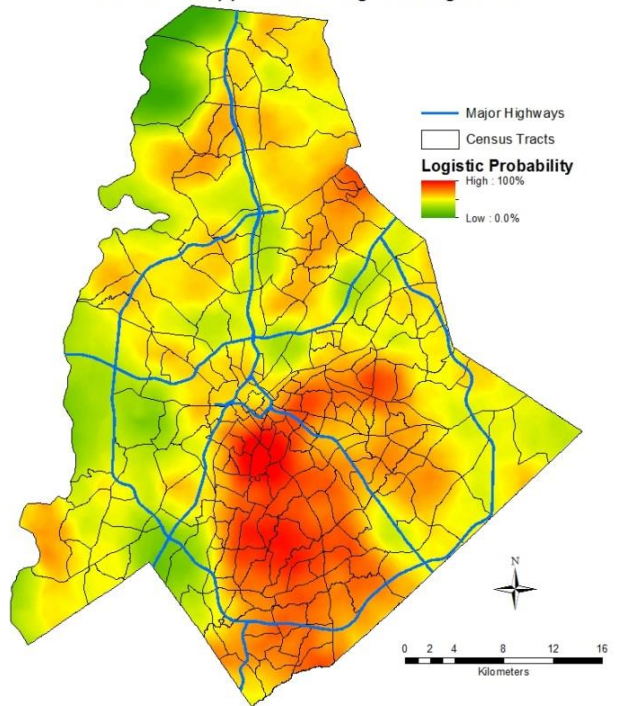 Major Highways
Census Tracts
Logistic Probability
High : 100%
Low : 0.0%
N
0 2 4 8 12 16
Kilometers